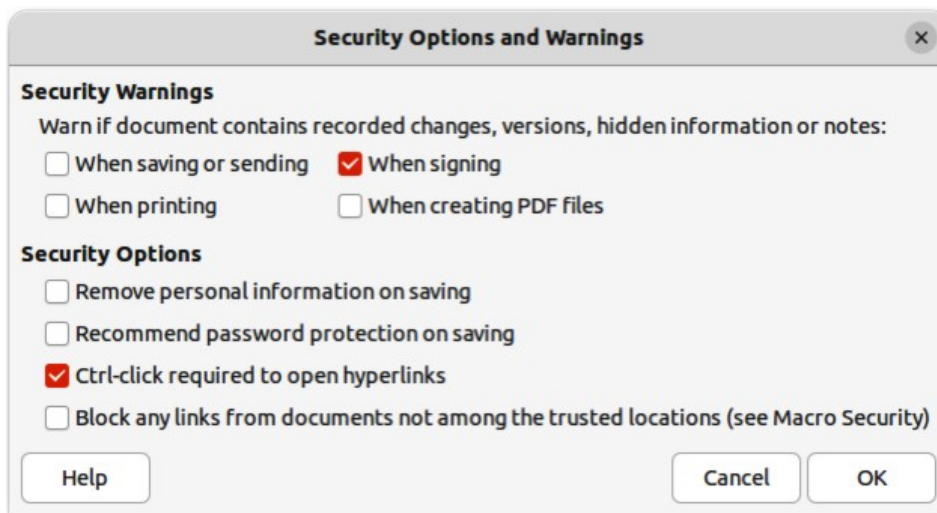 Security Options and Warnings
Security Warnings
Warn if document contains recorded changes, versions, hidden information or notes:
When saving or sending When signing
When printing When creating PDF files
Security Options
Remove personal information on saving
Recommend password protection on saving
Ctrl-click required to open hyperlinks
Block any links from documents not among the trusted locations (see Macro Security)
Help Cancel OK